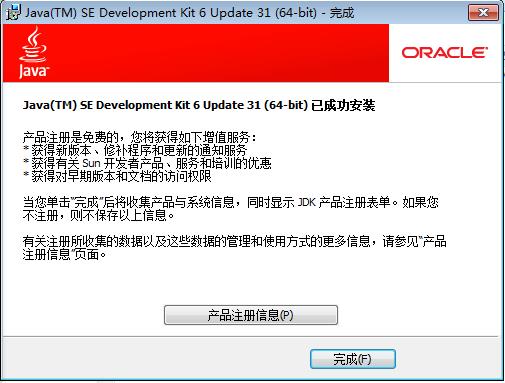 Java(TM) SE Development Kit 6 Update 31 (64-bit) - 完成
Java
ORACLE
Java(TM) SE Development Kit 6 Update 31 (64-bit) 已成功安装
产品注册是免费的，您将获得如下增值服务：
* 获得新版本、修补程序和更新的通知服务
* 获得有关 Sun 开发者产品、服务和培训的优惠
* 获得对早期版本和文档的访问权限
当您单击“完成”后将收集产品与系统信息，同时显示 JDK 产品注册表单。如果您
不注册，则不保存以上信息。
有关注册所收集的数据以及这些数据的管理和使用方式的更多信息，请参见“产品
注册信息”页面。
产品注册信息(P)
完成(F)